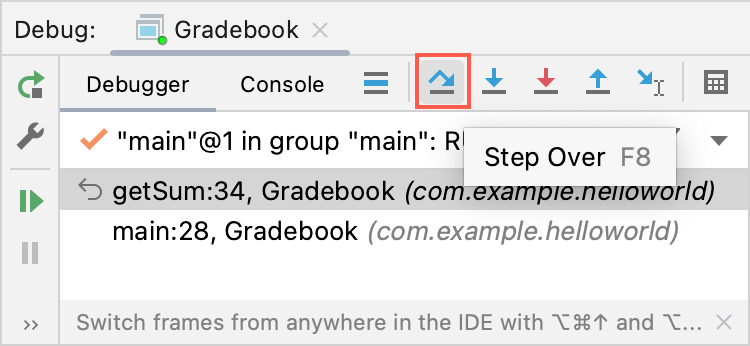 Debug: Gradebook
Debugger Console
"main"@1 in group "main": RU
Step Over F8
getSum:34, Gradebook (com.example.helloworld)
main:28, Gradebook (com.example.helloworld)
Switch frames from anywhere in the IDE with ⌥⌘↑ and ⌥...